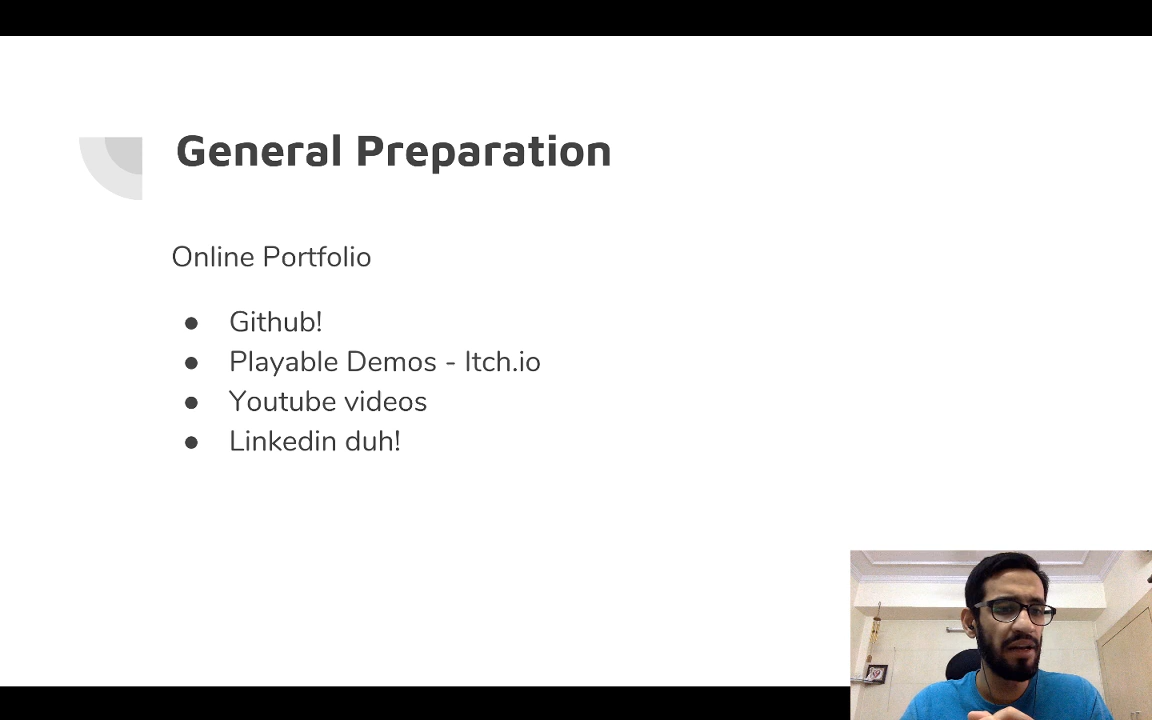 General Preparation
Online Portfolio
● Github!
● Playable Demos - Itch.io
● Youtube videos
● Linkedin duh!